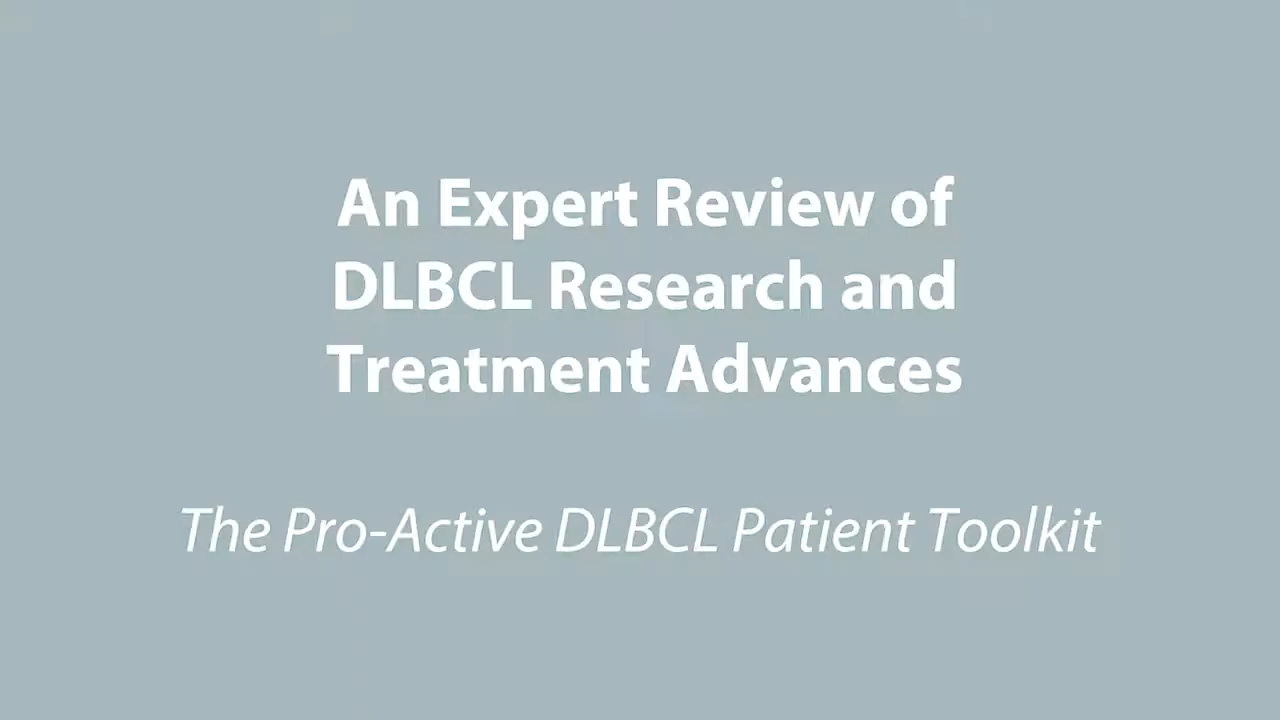 An Expert Review of
DLBCL Research and
Treatment Advances
The Pro-Active DLBCL Patient Toolkit